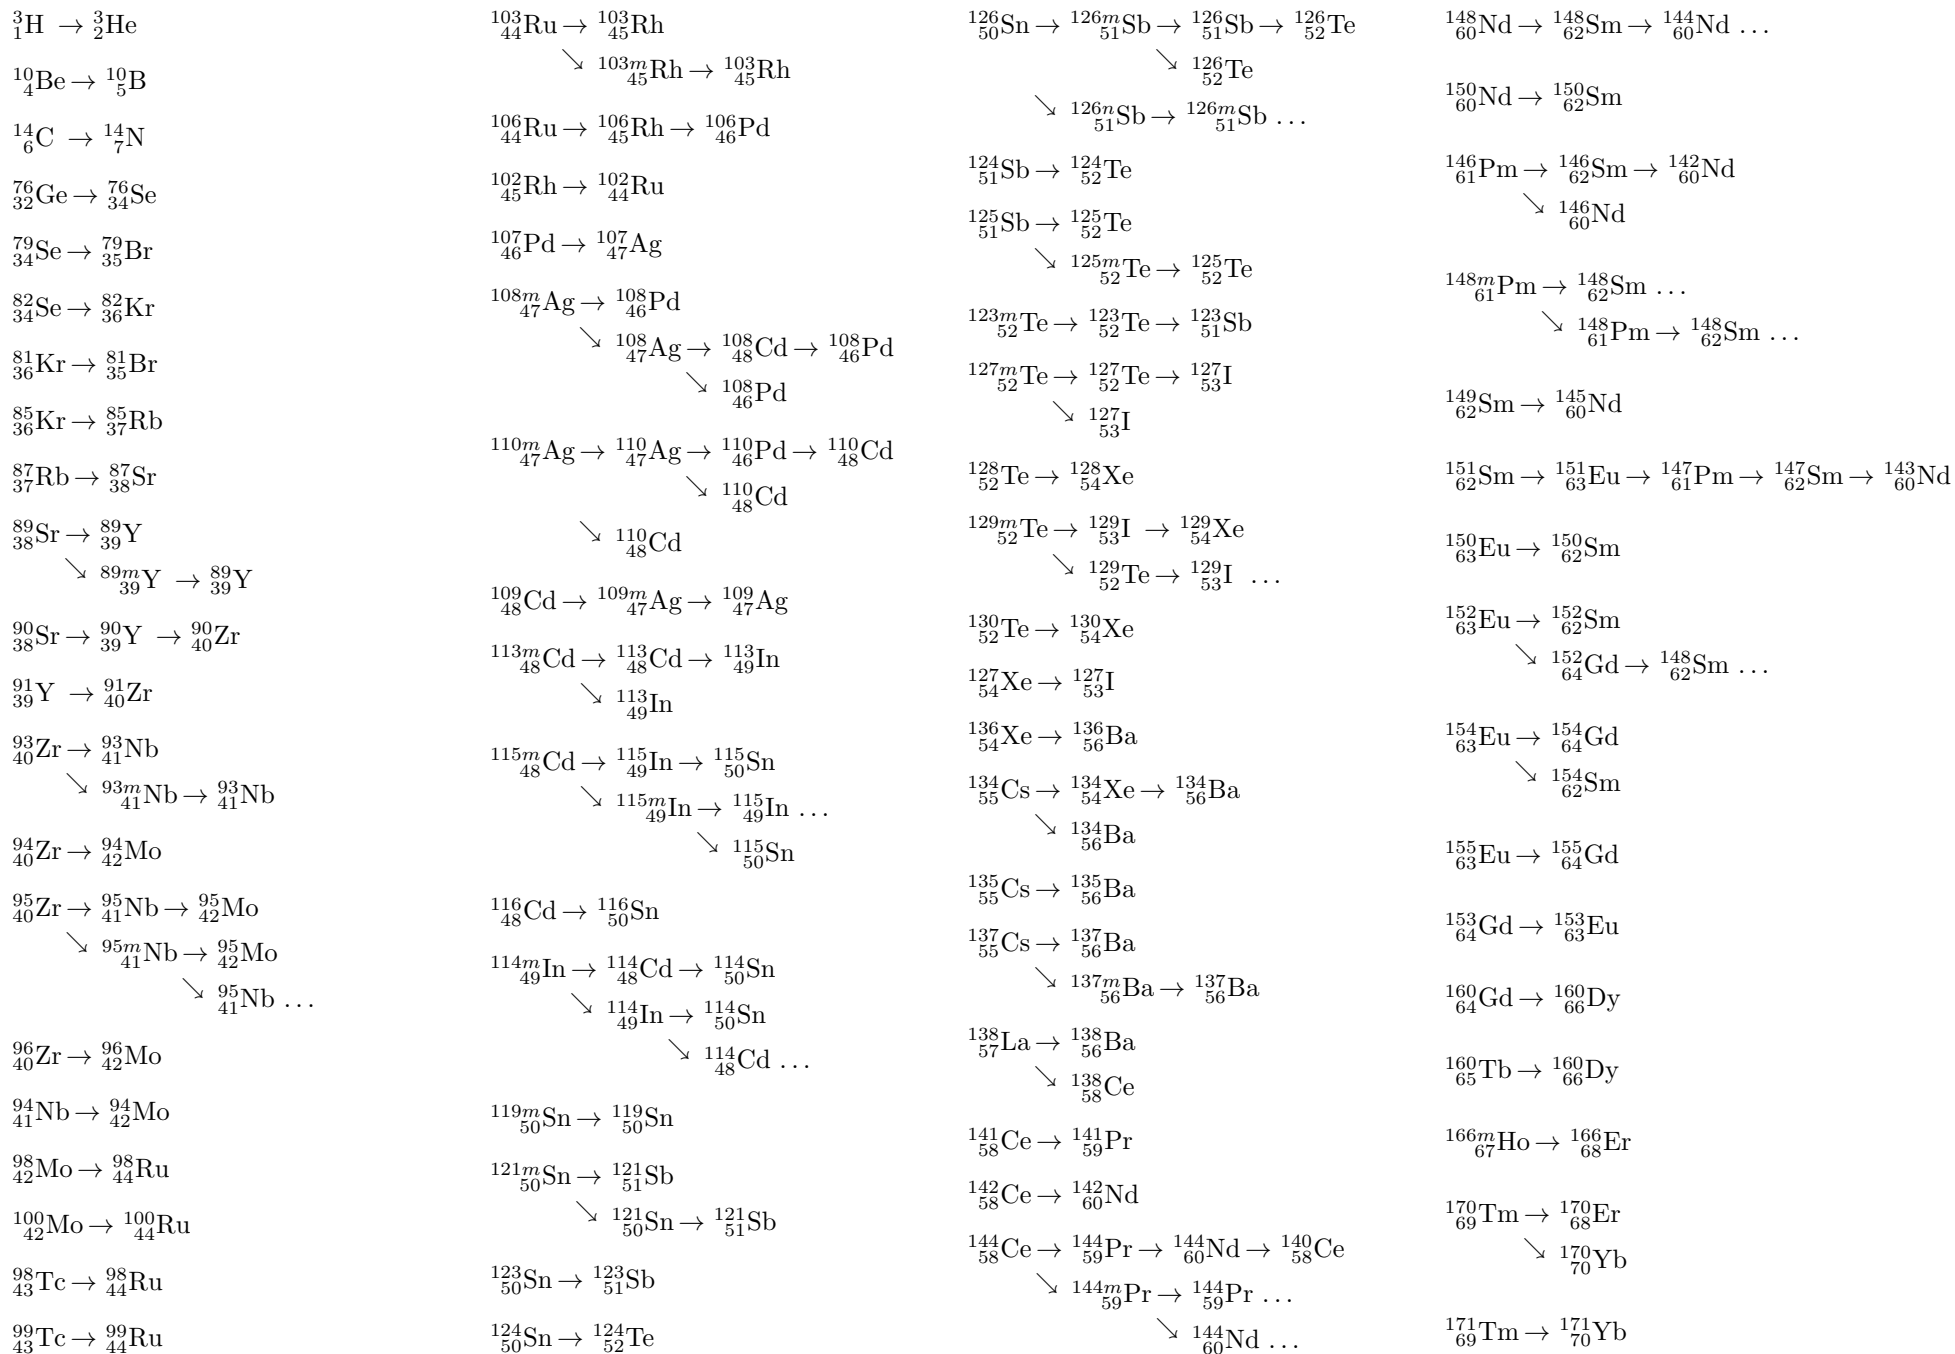 ³₁H → ³₂He
¹⁰₄Be → ¹⁰₅B
¹⁴₆C → ¹⁴₇N
⁷⁶₃₂Ge → ⁷⁶₃₄Se
⁷⁹₃₄Se → ⁷⁹₃₅Br
⁸²₃₄Se → ⁸²₃₆Kr
⁸¹₃₆Kr → ⁸¹₃₅Br
⁸⁵₃₆Kr → ⁸⁵₃₇Rb
⁸⁷₃₇Rb → ⁸⁷₃₈Sr
⁸⁹₃₈Sr → ⁸⁹₃₉Y
↘ ⁸⁹ᵐ₃₉Y → ⁸⁹₃₉Y
⁹⁰₃₈Sr → ⁹⁰₃₉Y → ⁹⁰₄₀Zr
⁹¹₃₉Y → ⁹¹₄₀Zr
⁹³₄₀Zr → ⁹³₄₁Nb
↘ ⁹³ᵐ₄₁Nb → ⁹³₄₁Nb
⁹⁴₄₀Zr → ⁹⁴₄₂Mo
⁹⁵₄₀Zr → ⁹⁵₄₁Nb → ⁹⁵₄₂Mo
↘ ⁹⁵ᵐ₄₁Nb → ⁹⁵₄₂Mo
↘ ⁹⁵₄₁Nb …
⁹⁶₄₀Zr → ⁹⁶₄₂Mo
⁹⁴₄₁Nb → ⁹⁴₄₂Mo
⁹⁸₄₂Mo → ⁹⁸₄₄Ru
¹⁰⁰₄₂Mo → ¹⁰⁰₄₄Ru
⁹⁸₄₃Tc → ⁹⁸₄₄Ru
⁹⁹₄₃Tc → ⁹⁹₄₄Ru
¹⁰³₄₄Ru → ¹⁰³₄₅Rh
↘ ¹⁰³ᵐ₄₅Rh → ¹⁰³₄₅Rh
¹⁰⁶₄₄Ru → ¹⁰⁶₄₅Rh → ¹⁰⁶₄₆Pd
¹⁰²₄₅Rh → ¹⁰²₄₄Ru
¹⁰⁷₄₆Pd → ¹⁰⁷₄₇Ag
¹⁰⁸ᵐ₄₇Ag → ¹⁰⁸₄₆Pd
↘ ¹⁰⁸₄₇Ag → ¹⁰⁸₄₈Cd → ¹⁰⁸₄₆Pd
↘ ¹⁰⁸₄₆Pd
¹¹⁰ᵐ₄₇Ag → ¹¹⁰₄₇Ag → ¹¹⁰₄₆Pd → ¹¹⁰₄₈Cd
↘ ¹¹⁰₄₈Cd
↘ ¹¹⁰₄₈Cd
¹⁰⁹₄₈Cd → ¹⁰⁹ᵐ₄₇Ag → ¹⁰⁹₄₇Ag
¹¹³ᵐ₄₈Cd → ¹¹³₄₈Cd → ¹¹³₄₉In
↘ ¹¹³₄₉In
¹¹⁵ᵐ₄₈Cd → ¹¹⁵₄₉In → ¹¹⁵₅₀Sn
↘ ¹¹⁵ᵐ₄₉In → ¹¹⁵₄₉In …
↘ ¹¹⁵₅₀Sn
¹¹⁶₄₈Cd → ¹¹⁶₅₀Sn
¹¹⁴ᵐ₄₉In → ¹¹⁴₄₈Cd → ¹¹⁴₅₀Sn
↘ ¹¹⁴₄₉In → ¹¹⁴₅₀Sn
↘ ¹¹⁴₄₈Cd …
¹¹⁹ᵐ₅₀Sn → ¹¹⁹₅₀Sn
¹²¹ᵐ₅₀Sn → ¹²¹₅₁Sb
↘ ¹²¹₅₀Sn → ¹²¹₅₁Sb
¹²³₅₀Sn → ¹²³₅₁Sb
¹²⁴₅₀Sn → ¹²⁴₅₂Te
¹²⁶₅₀Sn → ¹²⁶ᵐ₅₁Sb → ¹²⁶₅₁Sb → ¹²⁶₅₂Te
↘ ¹²⁶₅₂Te
↘ ¹²⁶ⁿ₅₁Sb → ¹²⁶ᵐ₅₁Sb …
¹²⁴₅₁Sb → ¹²⁴₅₂Te
¹²⁵₅₁Sb → ¹²⁵₅₂Te
↘ ¹²⁵ᵐ₅₂Te → ¹²⁵₅₂Te
¹²³ᵐ₅₂Te → ¹²³₅₂Te → ¹²³₅₁Sb
¹²⁷ᵐ₅₂Te → ¹²⁷₅₂Te → ¹²⁷₅₃I
↘ ¹²⁷₅₃I
¹²⁸₅₂Te → ¹²⁸₅₄Xe
¹²⁹ᵐ₅₂Te → ¹²⁹₅₃I → ¹²⁹₅₄Xe
↘ ¹²⁹₅₂Te → ¹²⁹₅₃I …
¹³⁰₅₂Te → ¹³⁰₅₄Xe
¹²⁷₅₄Xe → ¹²⁷₅₃I
¹³⁶₅₄Xe → ¹³⁶₅₆Ba
¹³⁴₅₅Cs → ¹³⁴₅₄Xe → ¹³⁴₅₆Ba
↘ ¹³⁴₅₆Ba
¹³⁵₅₅Cs → ¹³⁵₅₆Ba
¹³⁷₅₅Cs → ¹³⁷₅₆Ba
↘ ¹³⁷ᵐ₅₆Ba → ¹³⁷₅₆Ba
¹³⁸₅₇La → ¹³⁸₅₆Ba
↘ ¹³⁸₅₈Ce
¹⁴¹₅₈Ce → ¹⁴¹₅₉Pr
¹⁴²₅₈Ce → ¹⁴²₆₀Nd
¹⁴⁴₅₈Ce → ¹⁴⁴₅₉Pr → ¹⁴⁴₆₀Nd → ¹⁴⁰₅₈Ce
↘ ¹⁴⁴ᵐ₅₉Pr → ¹⁴⁴₅₉Pr …
↘ ¹⁴⁴₆₀Nd …
¹⁴⁸₆₀Nd → ¹⁴⁸₆₂Sm → ¹⁴⁴₆₀Nd …
¹⁵⁰₆₀Nd → ¹⁵⁰₆₂Sm
¹⁴⁶₆₁Pm → ¹⁴⁶₆₂Sm → ¹⁴²₆₀Nd
↘ ¹⁴⁶₆₀Nd
¹⁴⁸ᵐ₆₁Pm → ¹⁴⁸₆₂Sm …
↘ ¹⁴⁸₆₁Pm → ¹⁴⁸₆₂Sm …
¹⁴⁹₆₂Sm → ¹⁴⁵₆₀Nd
¹⁵¹₆₂Sm → ¹⁵¹₆₃Eu → ¹⁴⁷₆₁Pm → ¹⁴⁷₆₂Sm → ¹⁴³₆₀Nd
¹⁵⁰₆₃Eu → ¹⁵⁰₆₂Sm
¹⁵²₆₃Eu → ¹⁵²₆₂Sm
↘ ¹⁵²₆₄Gd → ¹⁴⁸₆₂Sm …
¹⁵⁴₆₃Eu → ¹⁵⁴₆₄Gd
↘ ¹⁵⁴₆₂Sm
¹⁵⁵₆₃Eu → ¹⁵⁵₆₄Gd
¹⁵³₆₄Gd → ¹⁵³₆₃Eu
¹⁶⁰₆₄Gd → ¹⁶⁰₆₆Dy
¹⁶⁰₆₅Tb → ¹⁶⁰₆₆Dy
¹⁶⁶ᵐ₆₇Ho → ¹⁶⁶₆₈Er
¹⁷⁰₆₉Tm → ¹⁷⁰₆₈Er
↘ ¹⁷⁰₇₀Yb
¹⁷¹₆₉Tm → ¹⁷¹₇₀Yb